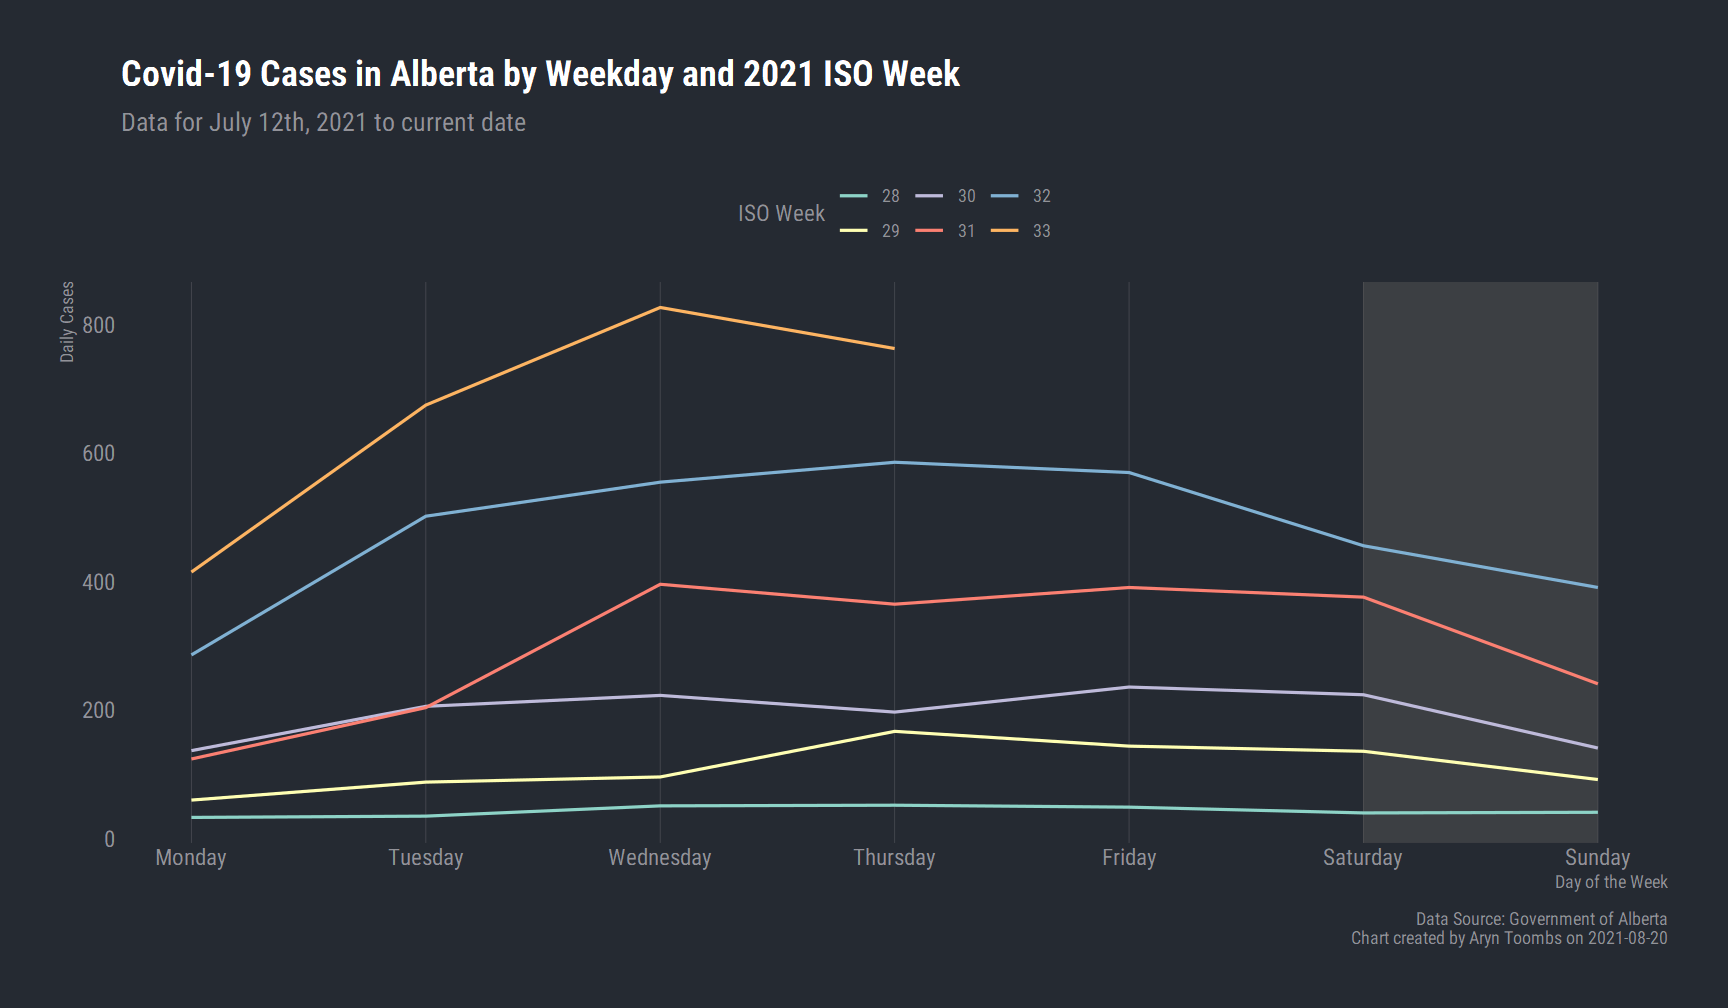 Covid-19 Cases in Alberta by Weekday and 2021 ISO Week
Data for July 12th, 2021 to current date
ISO Week
28 30 32
29 31 33
Daily Cases
800
600
400
200
0
Monday Tuesday Wednesday Thursday Friday Saturday Sunday
Day of the Week
Data Source: Government of Alberta
Chart created by Aryn Toombs on 2021-08-20